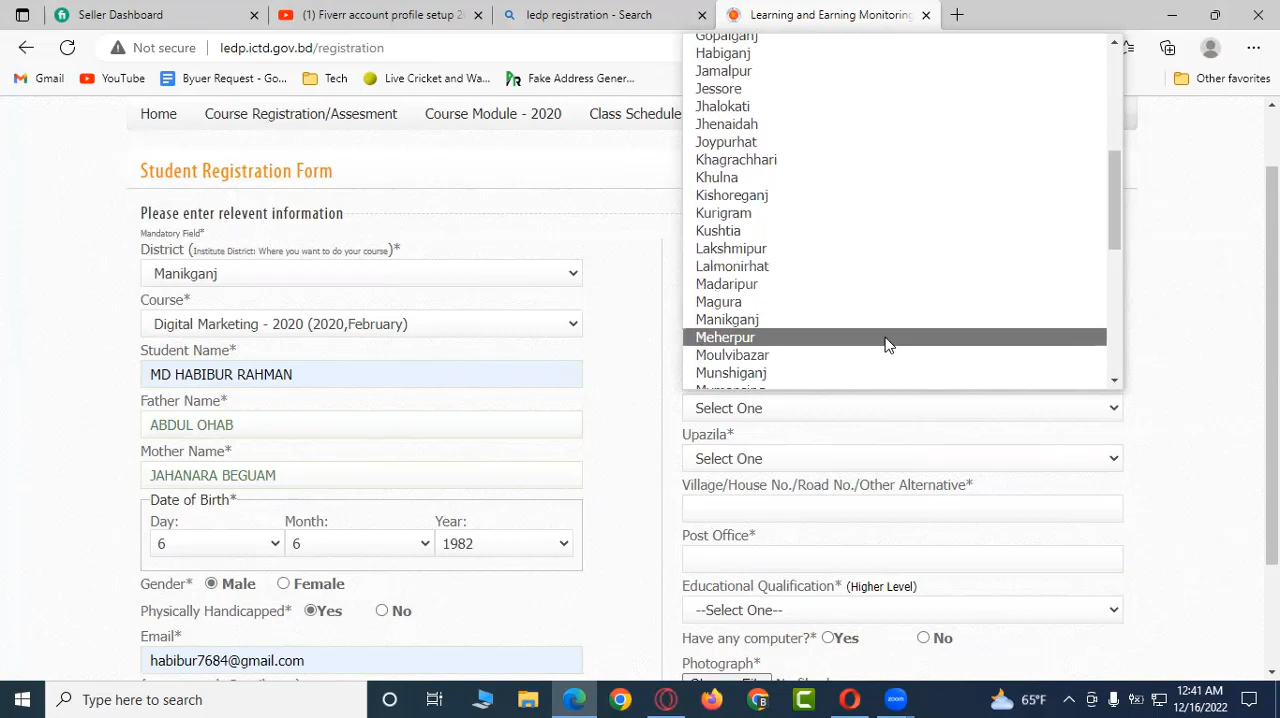 Seller Dashboard
(1) Fiverr account profile setup 20
ledp registration - Search
Learning and Earning Monitoring
Not secure
ledp.ictd.gov.bd/registration
Gmail
YouTube
Byuer Request - Go...
Tech
Live Cricket and Wa...
Fake Address Gener...
Other favorites
Home
Course Registration/Assesment
Course Module - 2020
Class Schedule
Student Registration Form
Please enter relevant information
Mandatory Field*
District (Institute District: Where you want to do your course)*
Manikganj
Course*
Digital Marketing - 2020 (2020,February)
Student Name*
MD HABIBUR RAHMAN
Father Name*
ABDUL OHAB
Mother Name*
JAHANARA BEGUAM
Date of Birth*
Day:
Month:
Year:
6
6
1982
Gender*
Male
Female
Physically Handicapped*
Yes
No
Email*
habibur7684@gmail.com
Gopalganj
Habiganj
Jamalpur
Jessore
Jhalokati
Jhenaidah
Joypurhat
Khagrachhari
Khulna
Kishoreganj
Kurigram
Kushtia
Lakshmipur
Lalmonirhat
Madaripur
Magura
Manikganj
Meherpur
Moulvibazar
Munshiganj
Select One
Upazila*
Select One
Village/House No./Road No./Other Alternative*
Post Office*
Educational Qualification* (Higher Level)
--Select One--
Have any computer?*
Yes
No
Photograph*
Type here to search
65°F
12:41 AM
12/16/2022